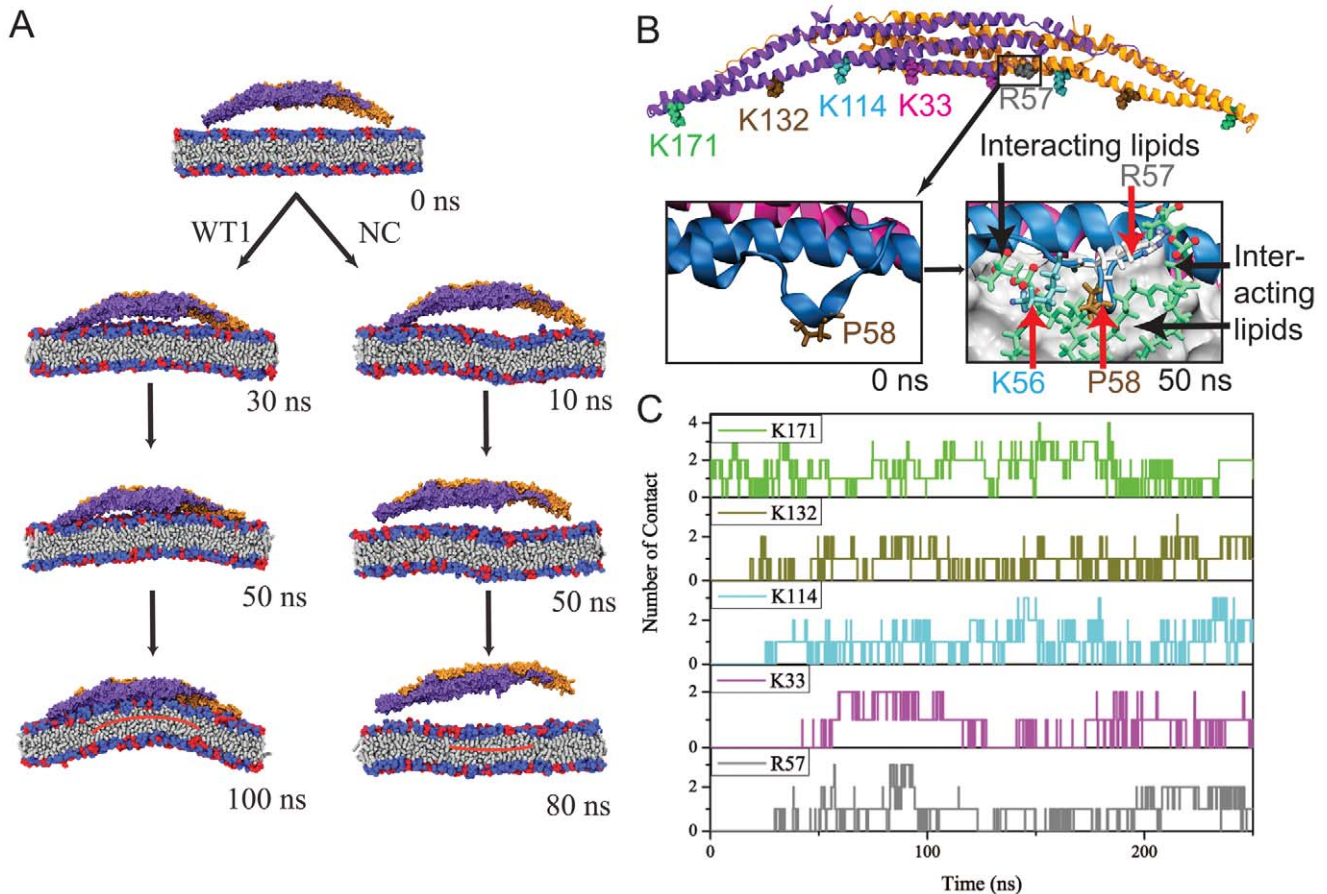 A
0 ns
WT1
NC
30 ns
10 ns
50 ns
50 ns
100 ns
80 ns
B
K171
K132
K114
K33
R57
Interacting lipids
R57
P58
0 ns
Inter-
acting
lipids
K56
P58
50 ns
C
Number of Contact
4
2
0
K171
2
0
K132
2
0
K114
2
0
K33
2
0
R57
0
100
200
Time (ns)